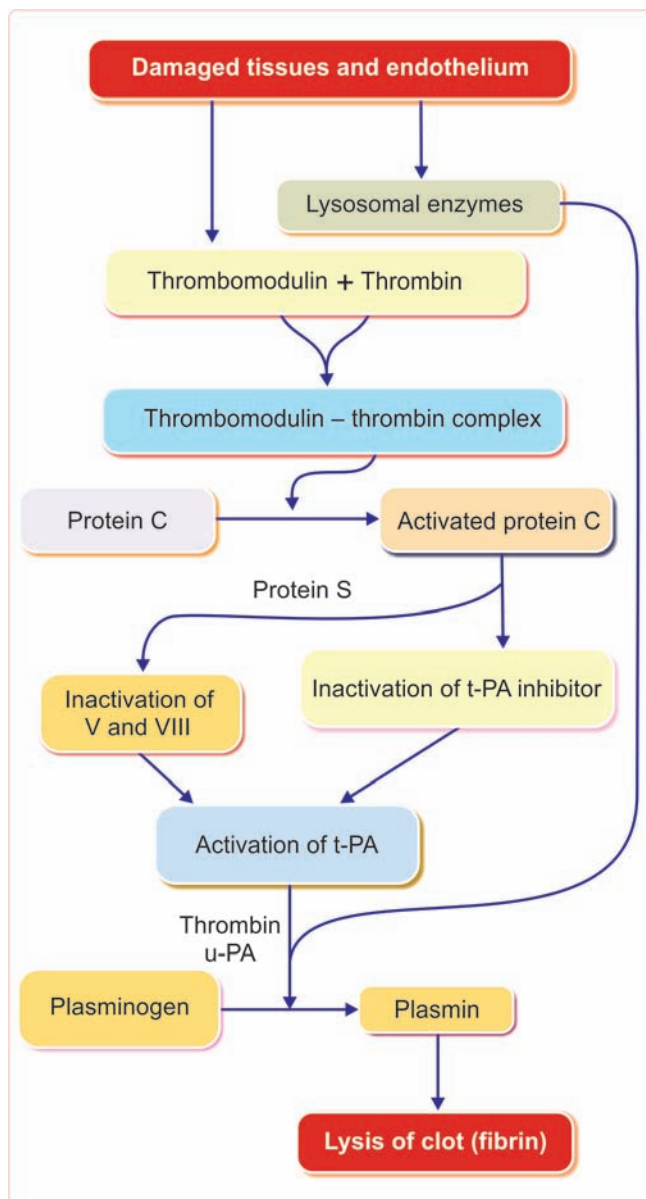 Damaged tissues and endothelium
Lysosomal enzymes
Thrombomodulin + Thrombin
Thrombomodulin – thrombin complex
Protein C
Activated protein C
Protein S
Inactivation of
V and VIII
Inactivation of t-PA inhibitor
Activation of t-PA
Thrombin
u-PA
Plasminogen
Plasmin
Lysis of clot (fibrin)